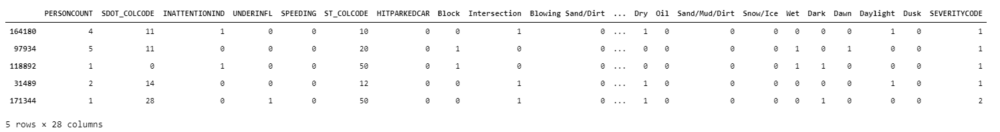 PERSONCOUNT SDOT_COLCODE INATTENTIONIND UNDERINFL SPEEDING ST_COLCODE HITPARKEDCAR Block Intersection Blowing Sand/Dirt ... Dry Oil Sand/Mud/Dirt Snow/Ice Wet Dark Dawn Daylight Dusk SEVERITYCODE
164180 4 11 1 0 0 10 0 0 1 0 ... 1 0 0 0 0 0 0 1 0 1
97934 5 11 0 0 0 20 0 1 0 0 ... 0 0 0 0 1 0 1 0 0 1
118892 1 0 1 0 0 50 0 1 0 0 ... 0 0 0 0 1 1 0 0 0 1
31489 2 14 0 0 0 12 0 0 1 0 ... 1 0 0 0 0 0 0 1 0 1
171344 1 28 0 1 0 50 0 0 1 0 ... 1 0 0 0 0 1 0 0 0 2
5 rows × 28 columns